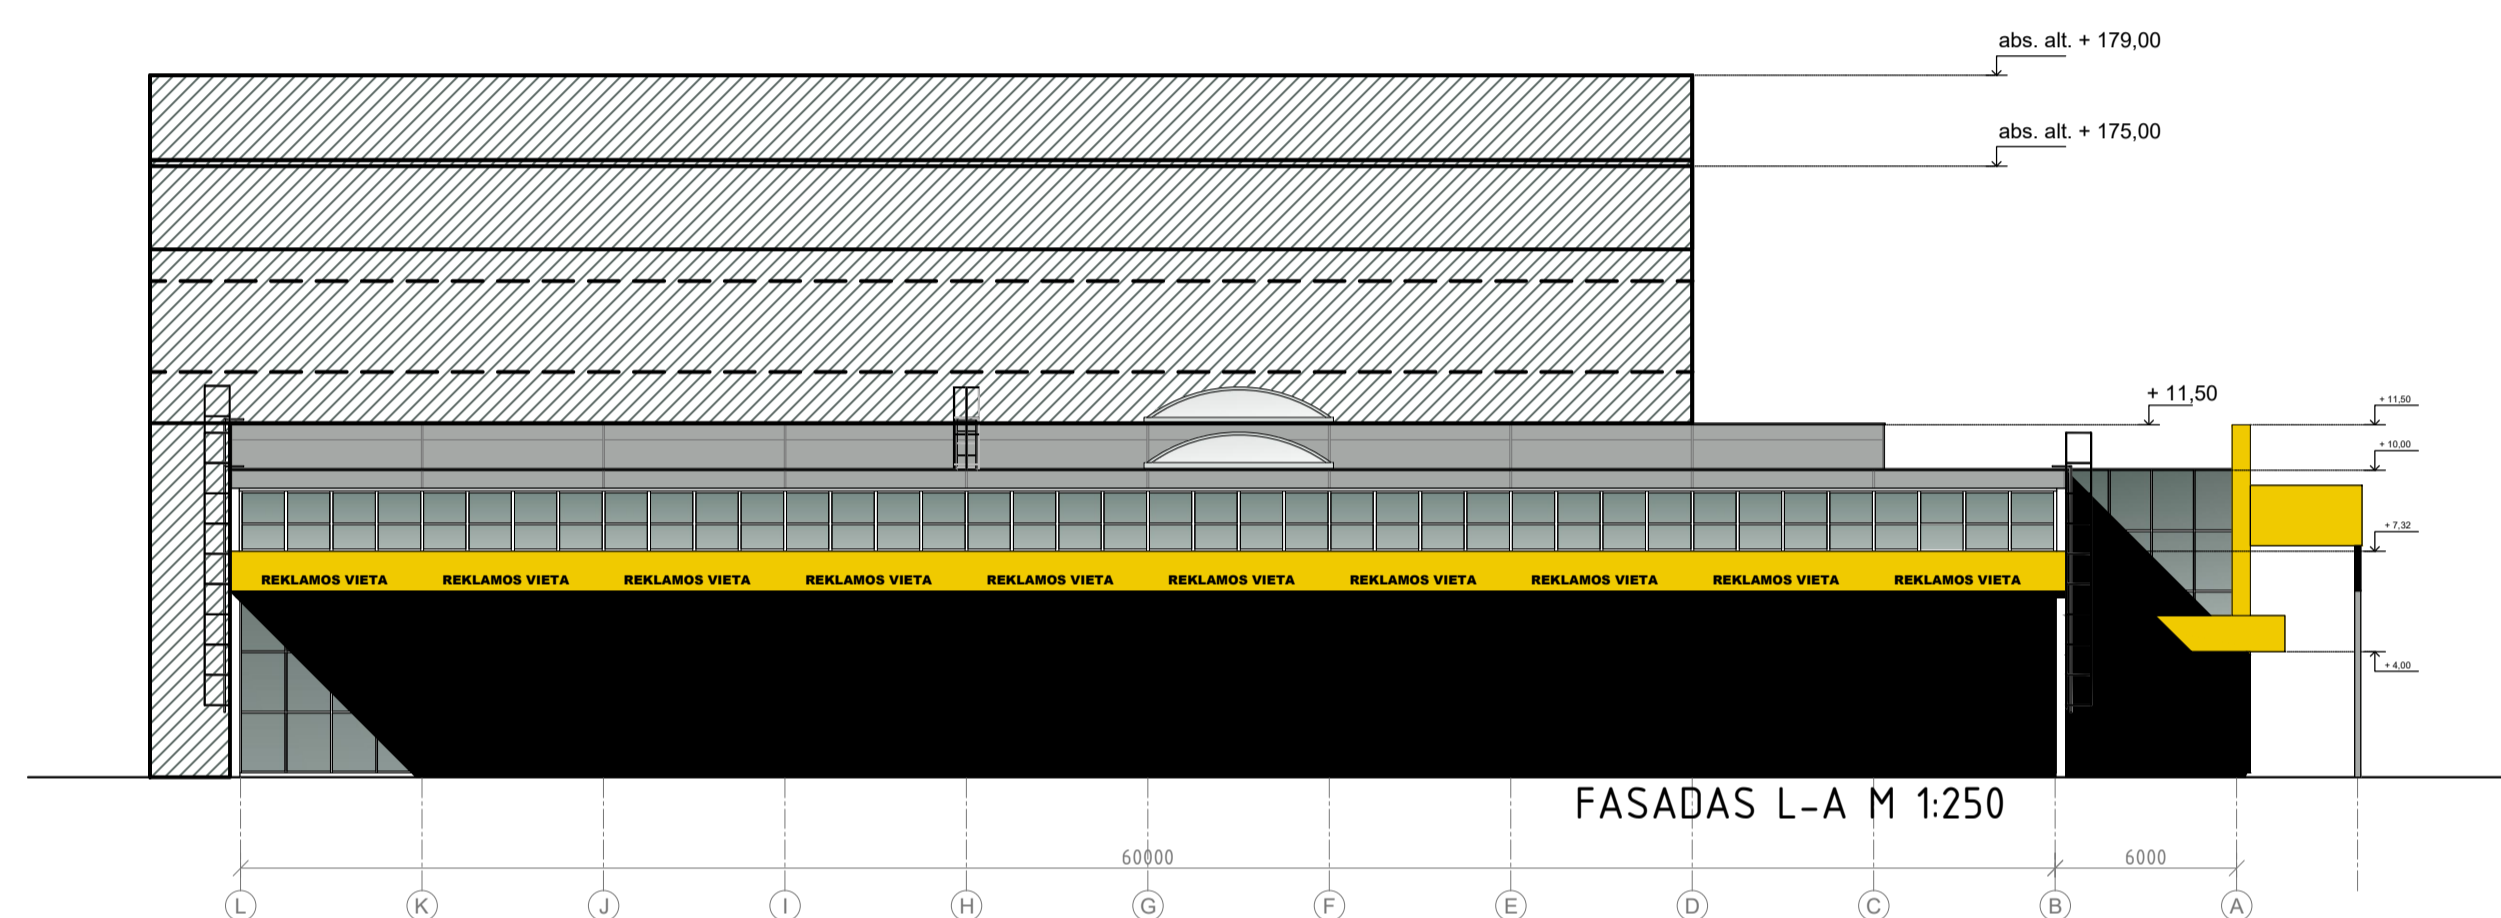 abs. alt. + 179,00
abs. alt. + 175,00
+ 11,50
+ 11,50
+ 10,00
+ 7,32
REKLAMOS VIETA REKLAMOS VIETA REKLAMOS VIETA REKLAMOS VIETA REKLAMOS VIETA REKLAMOS VIETA REKLAMOS VIETA REKLAMOS VIETA REKLAMOS VIETA REKLAMOS VIETA
+ 4,00
FASADAS L-A M 1:250
60000 6000
L K J I H G F E D C B A